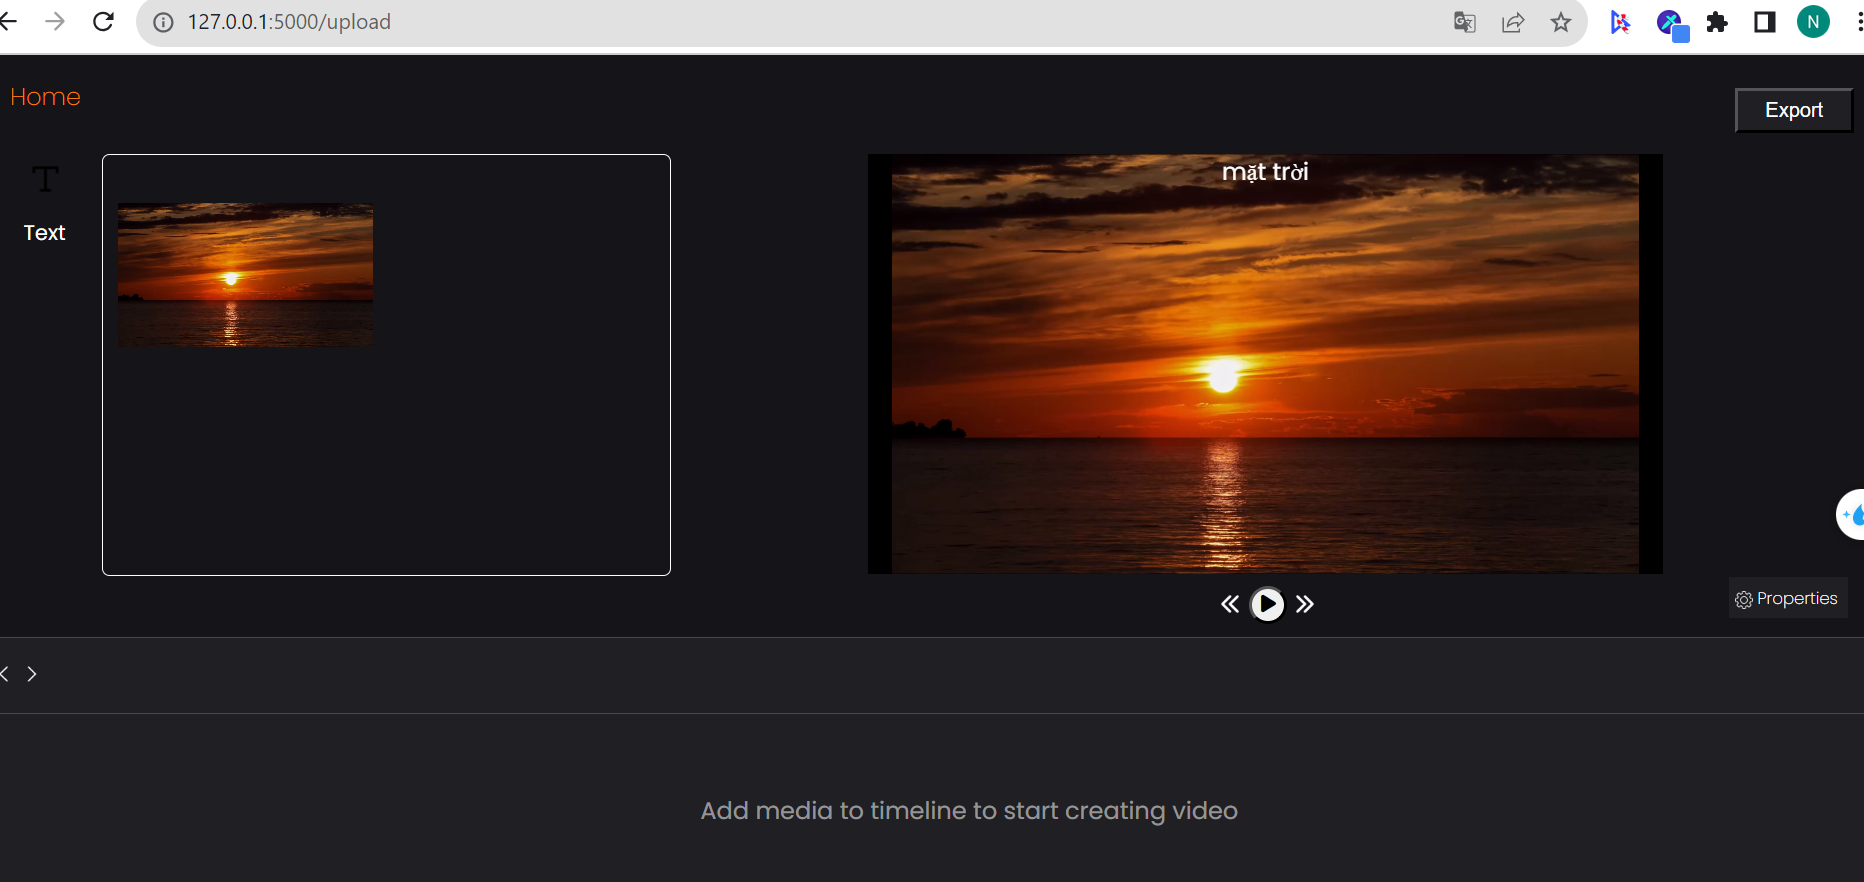 127.0.0.1:5000/upload
N
Home
Export
T
Text
mặt trời
Properties
Add media to timeline to start creating video